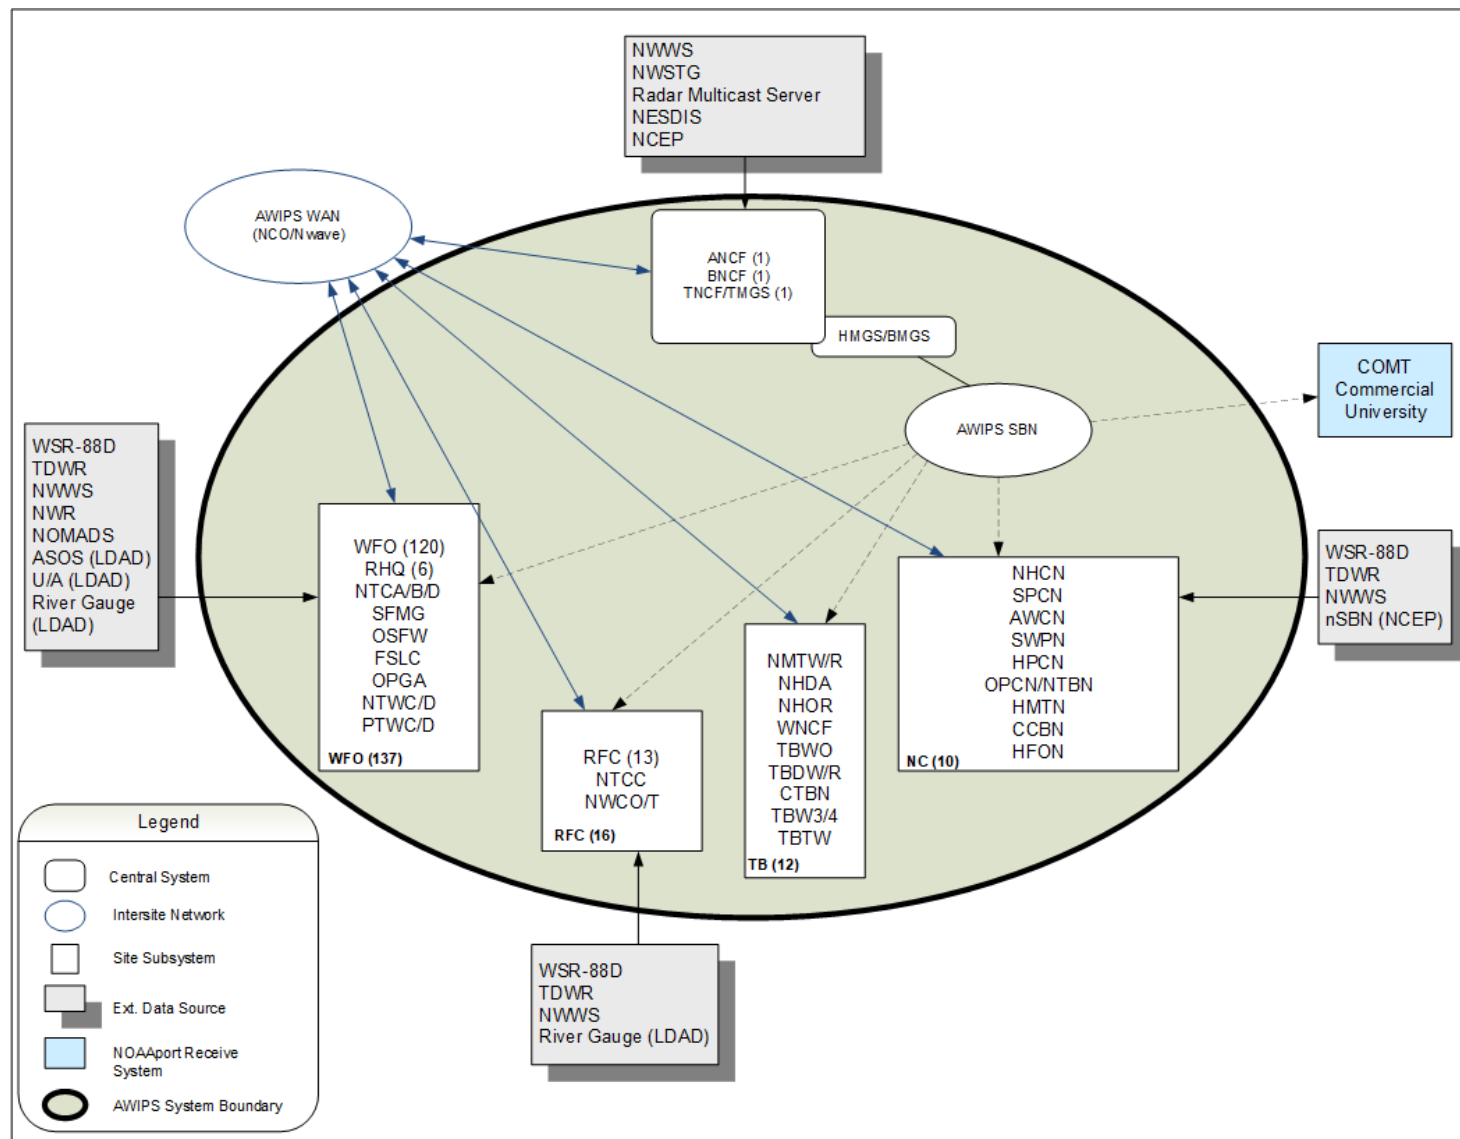 NWWS
NWSTG
Radar Multicast Server
NESDIS
NCEP
AWIPS WAN
(NCO/Nwave)
ANCF (1)
BNCF (1)
TNCF/TMGS (1)
HMGS/BMGS
COMT
Commercial
University
AWIPS SBN
WSR-88D
TDWR
NWWS
NWR
NOMADS
ASOS (LDAD)
U/A (LDAD)
River Gauge
(LDAD)
WFO (120)
RHQ (6)
NTCA/B/D
SFMG
OSFW
FSLC
OPGA
NTWC/D
PTWC/D
WFO (137)
RFC (13)
NTCC
NWCO/T
RFC (16)
NMTW/R
NHDA
NHOR
WNCF
TBWO
TBDW/R
CTBN
TBW3/4
TBTW
TB (12)
NHCN
SPCN
AWCN
SWPN
HPCN
OPCN/NTBN
HMTN
CCBN
HFON
NC (10)
WSR-88D
TDWR
NWWS
nSBN (NCEP)
WSR-88D
TDWR
NWWS
River Gauge (LDAD)
Legend
Central System
Intersite Network
Site Subsystem
Ext. Data Source
NOAAport Receive
System
AWIPS System Boundary